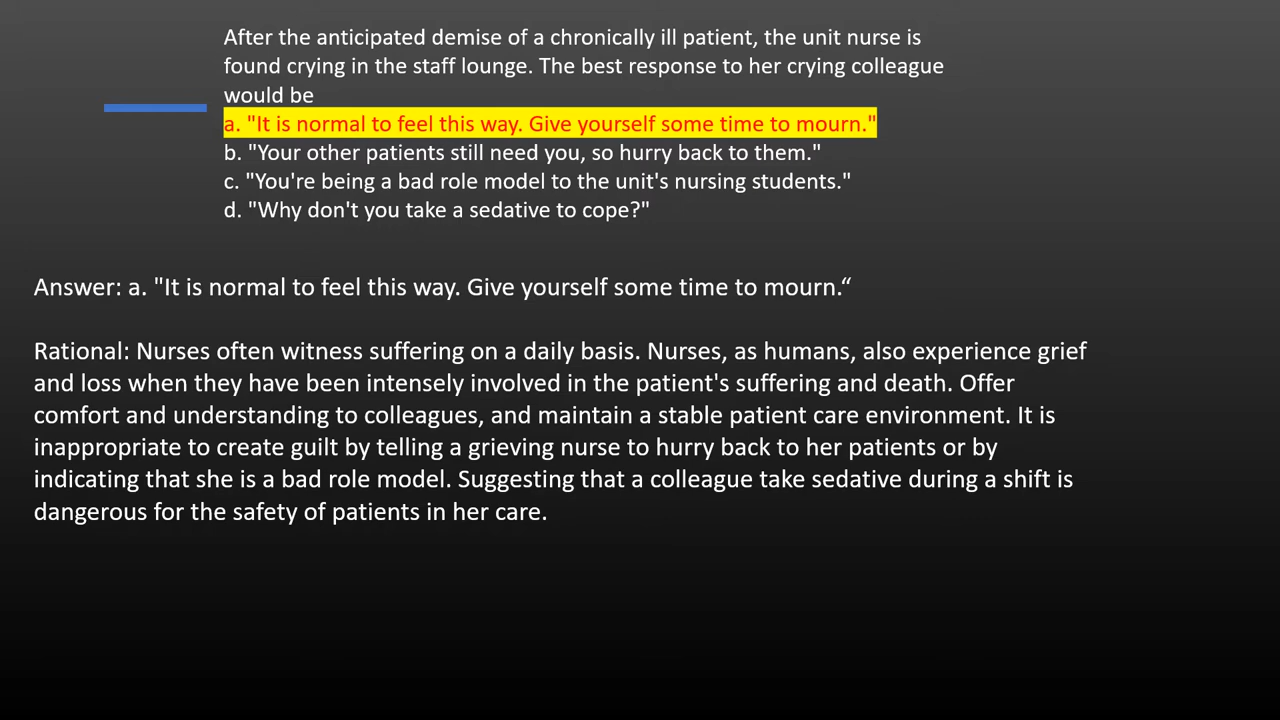 After the anticipated demise of a chronically ill patient, the unit nurse is
found crying in the staff lounge. The best response to her crying colleague
would be
a. "It is normal to feel this way. Give yourself some time to mourn."
b. "Your other patients still need you, so hurry back to them."
c. "You're being a bad role model to the unit's nursing students."
d. "Why don't you take a sedative to cope?"
Answer: a. "It is normal to feel this way. Give yourself some time to mourn.“
Rational: Nurses often witness suffering on a daily basis. Nurses, as humans, also experience grief
and loss when they have been intensely involved in the patient's suffering and death. Offer
comfort and understanding to colleagues, and maintain a stable patient care environment. It is
inappropriate to create guilt by telling a grieving nurse to hurry back to her patients or by
indicating that she is a bad role model. Suggesting that a colleague take sedative during a shift is
dangerous for the safety of patients in her care.